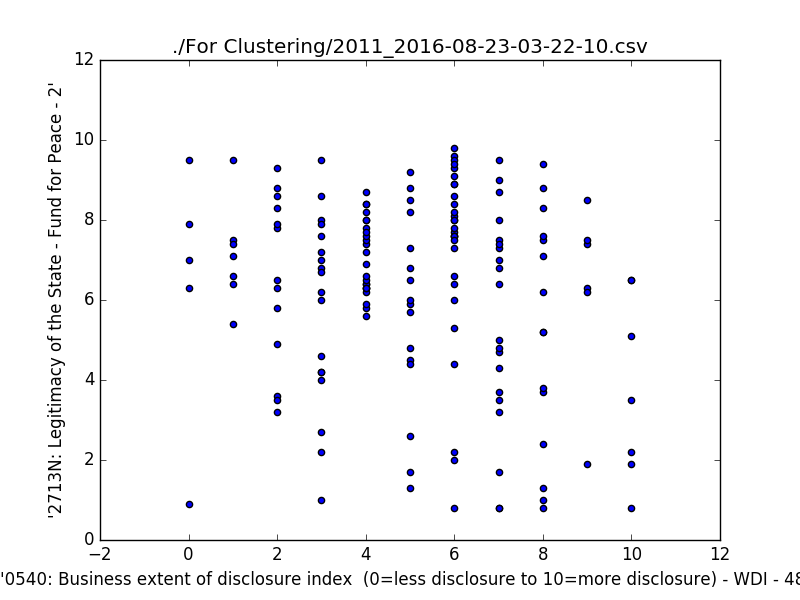 ./For Clustering/2011_2016-08-23-03-22-10.csv
12
10
8
6
4
2
0
'2713N: Legitimacy of the State - Fund for Peace - 2'
−2 0 2 4 6 8 10 12
'0540: Business extent of disclosure index (0=less disclosure to 10=more disclosure) - WDI - 48